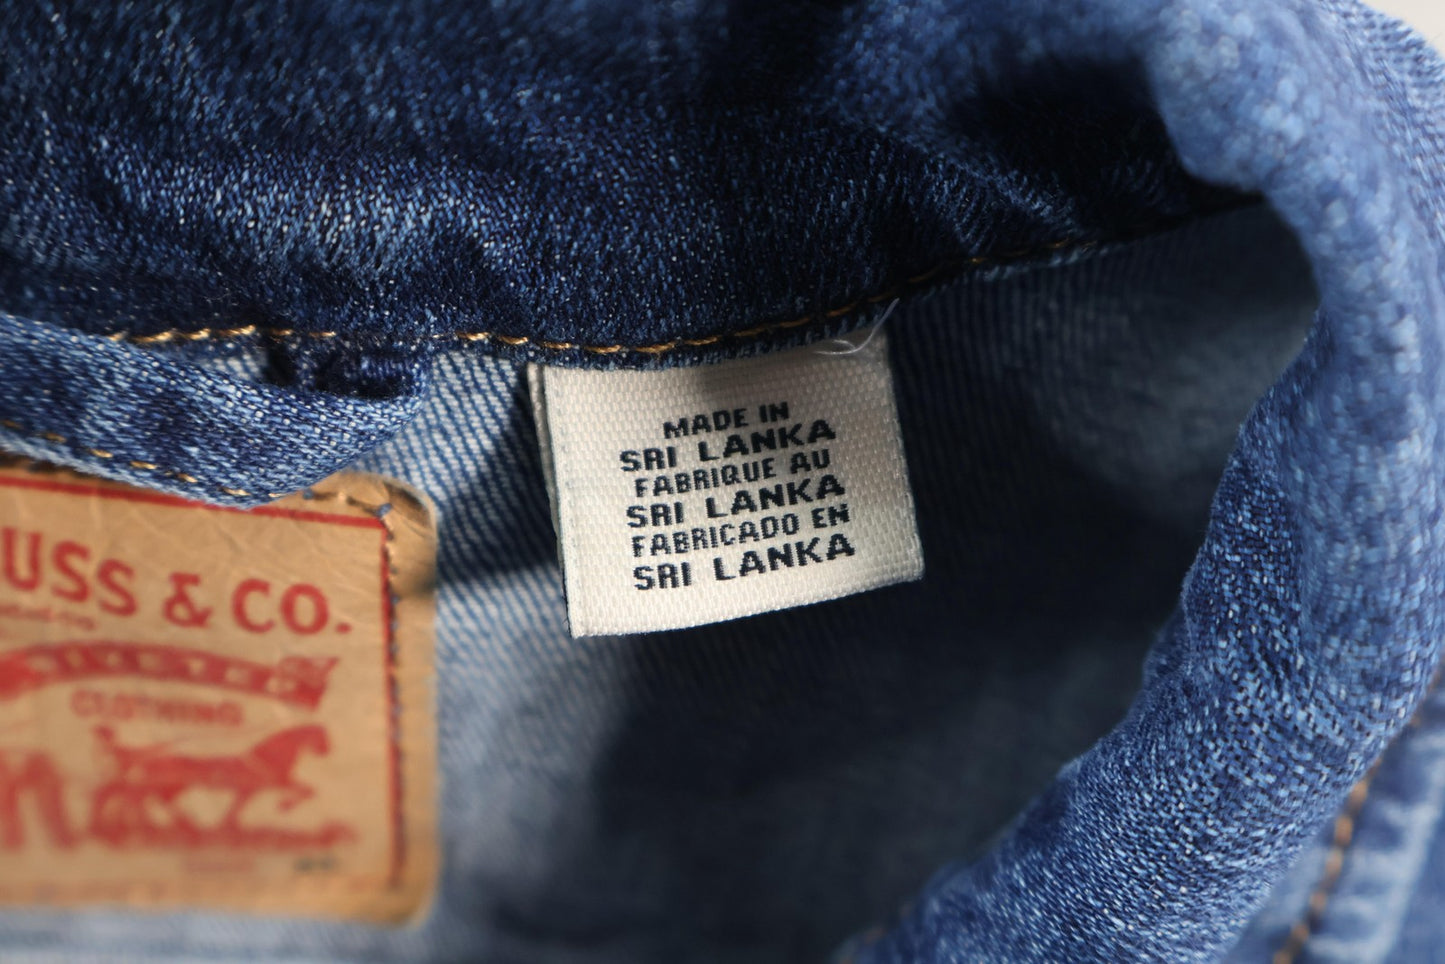 MADE IN
SRI LANKA
FABRIQUE AU
SRI LANKA
FABRICADO EN
SRI LANKA
USS & CO.
CLOTHING